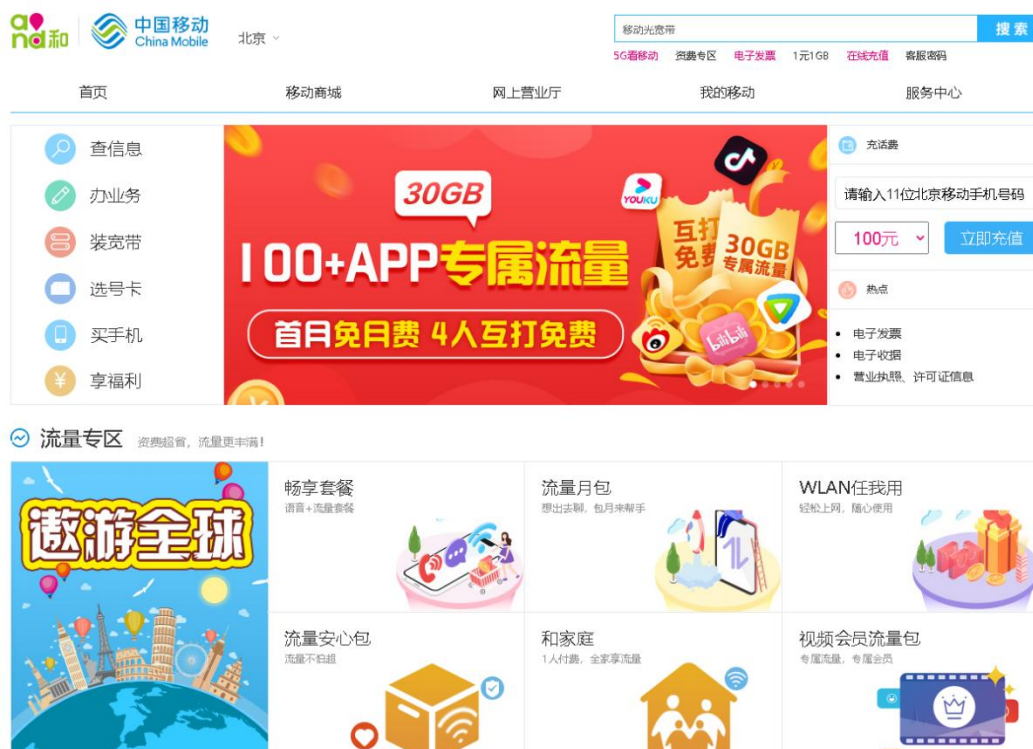 and和
中国移动
China Mobile
北京
移动光宽带
搜索
5G看移动 资费专区 电子发票 1元1GB 在线充值 客服密码
首页 移动商城 网上营业厅 我的移动 服务中心
查信息
办业务
装宽带
选号卡
买手机
享福利
30GB
100+APP专属流量
首月免月费 4人互打免费
YOUKU
互打
免费
30GB
专属流量
bilibili
充话费
请输入11位北京移动手机号码
100元
立即充值
热点
电子发票
电子收据
营业执照、许可证信息
流量专区 资费超省，流量更丰满！
遨游全球
畅享套餐
语音+流量套餐
流量月包
想出去聊，包月来帮手
WLAN任我用
轻松上网，随心使用
流量安心包
流量不怕超
和家庭
1人付费，全家享流量
视频会员流量包
专属流量，专属会员